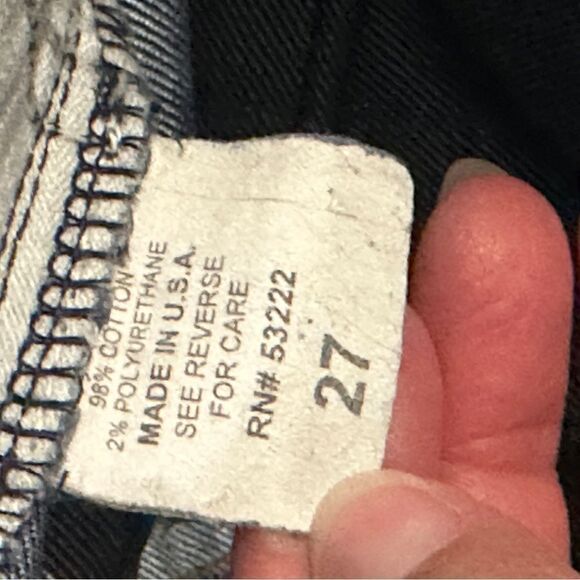 98% COTTON
2% POLYURETHANE
MADE IN U.S.A.
SEE REVERSE
FOR CARE
RN# 53222
27